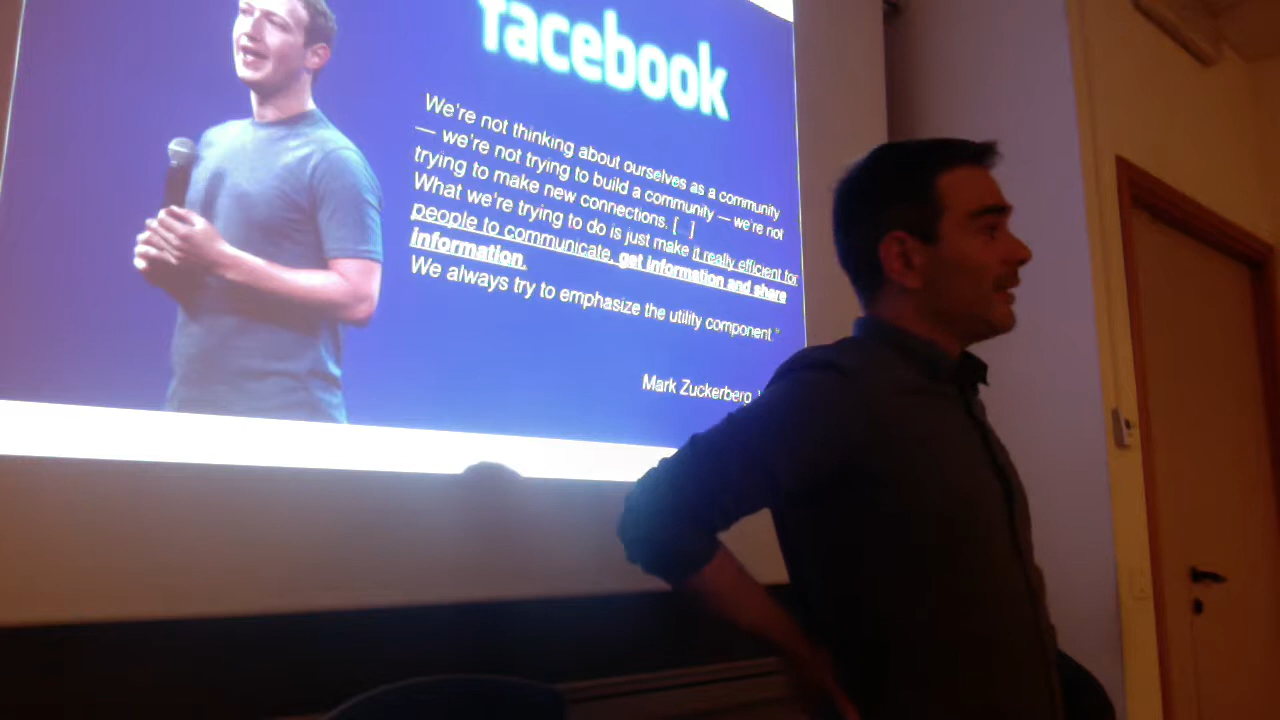 facebook
We're not thinking about ourselves as a community
— we're not trying to build a community — we're not
trying to make new connections. [ ]
What we're trying to do is just make it really efficient for
people to communicate, get information and share
information.
We always try to emphasize the utility component"
Mark Zuckerberg